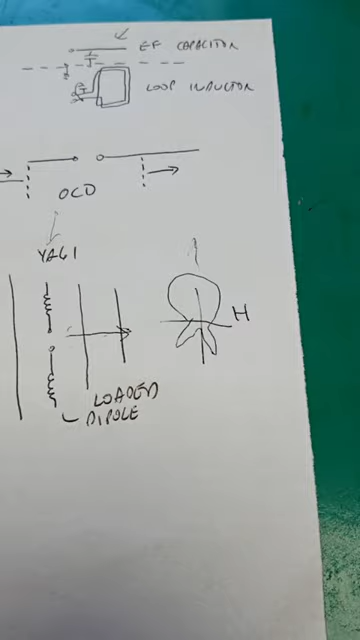 EF CAPACITOR
LOOP INDUCTOR
OCD
YAGI
H
LOADED
DIPOLE